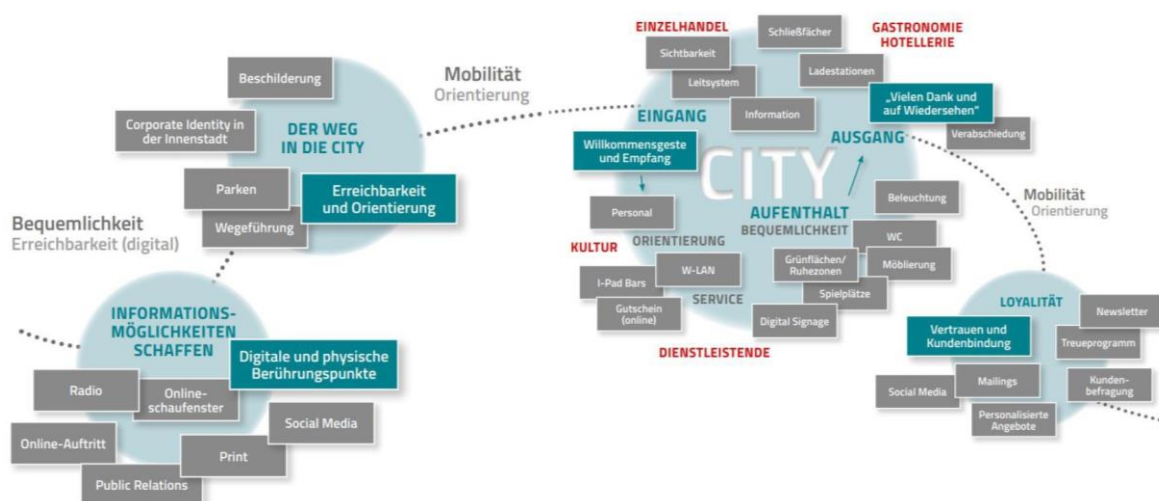 Bequemlichkeit
Erreichbarkeit (digital)
INFORMATIONS-
MÖGLICHKEITEN
SCHAFFEN
Digitale und physische
Berührungspunkte
Radio
Online-
schaufenster
Social Media
Online-Auftritt
Print
Public Relations
Beschilderung
Corporate Identity in
der Innenstadt
DER WEG
IN DIE CITY
Parken
Erreichbarkeit
und Orientierung
Wegeführung
Mobilität
Orientierung
EINZELHANDEL
Schließfächer
GASTRONOMIE
HOTELLERIE
Sichtbarkeit
Leitsystem
Ladestationen
Information
„Vielen Dank und
auf Wiedersehen“
Verabschiedung
EINGANG
AUSGANG
Willkommensgeste
und Empfang
CITY
Personal
AUFENTHALT
BEQUEMLICHKEIT
Beleuchtung
ORIENTIERUNG
WC
KULTUR
W-LAN
Grünflächen/
Ruhezonen
Möblierung
I-Pad Bars
SERVICE
Spielplätze
Gutschein
(online)
Digital Signage
DIENSTLEISTENDE
Mobilität
Orientierung
LOYALITÄT
Newsletter
Vertrauen und
Kundenbindung
Treueprogramm
Social Media
Mailings
Kunden-
befragung
Personalisierte
Angebote